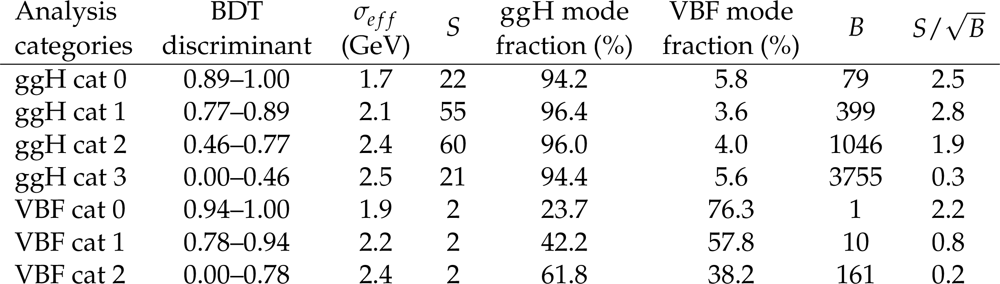 Analysis categories BDT discriminant σ_eff (GeV) S ggH mode fraction (%) VBF mode fraction (%) B S/√B
ggH cat 0 0.89–1.00 1.7 22 94.2 5.8 79 2.5
ggH cat 1 0.77–0.89 2.1 55 96.4 3.6 399 2.8
ggH cat 2 0.46–0.77 2.4 60 96.0 4.0 1046 1.9
ggH cat 3 0.00–0.46 2.5 21 94.4 5.6 3755 0.3
VBF cat 0 0.94–1.00 1.9 2 23.7 76.3 1 2.2
VBF cat 1 0.78–0.94 2.2 2 42.2 57.8 10 0.8
VBF cat 2 0.00–0.78 2.4 2 61.8 38.2 161 0.2